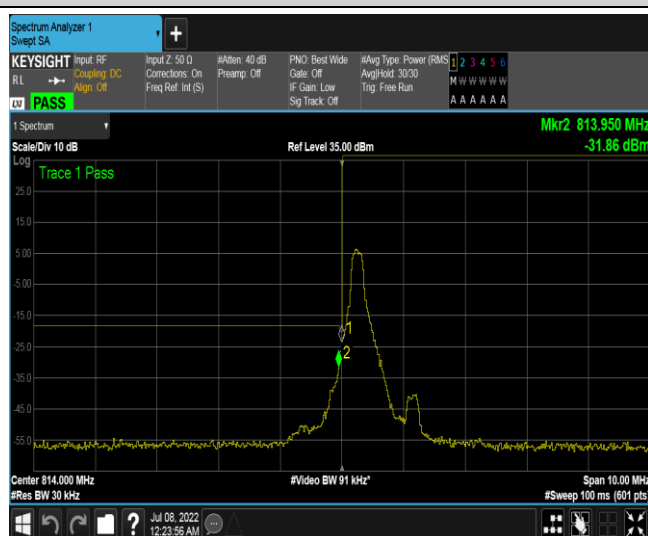 Spectrum Analyzer 1
Swept SA
KEYSIGHT
RL
LXI
PASS
Input: RF
Coupling: DC
Align: Off
Input Z: 50 Ω
Corrections: On
Freq Ref: Int (S)
#Atten: 40 dB
Preamp: Off
PNO: Best Wide
Gate: Off
IF Gain: Low
Sig Track: Off
#Avg Type: Power (RMS
Avg|Hold: 30/30
Trig: Free Run
1 2 3 4 5 6
M W W W W W
A A A A A A
1 Spectrum
Mkr2 813.950 MHz
Scale/Div 10 dB
Ref Level 35.00 dBm
-31.86 dBm
Log
Trace 1 Pass
25.0
15.0
5.00
-5.00
-15.0
1
-25.0
2
-35.0
-45.0
-55.0
Center 814.000 MHz
#Video BW 91 kHz*
Span 10.00 MHz
#Res BW 30 kHz
#Sweep 100 ms (601 pts)
?
Jul 08, 2022
12:23:56 AM